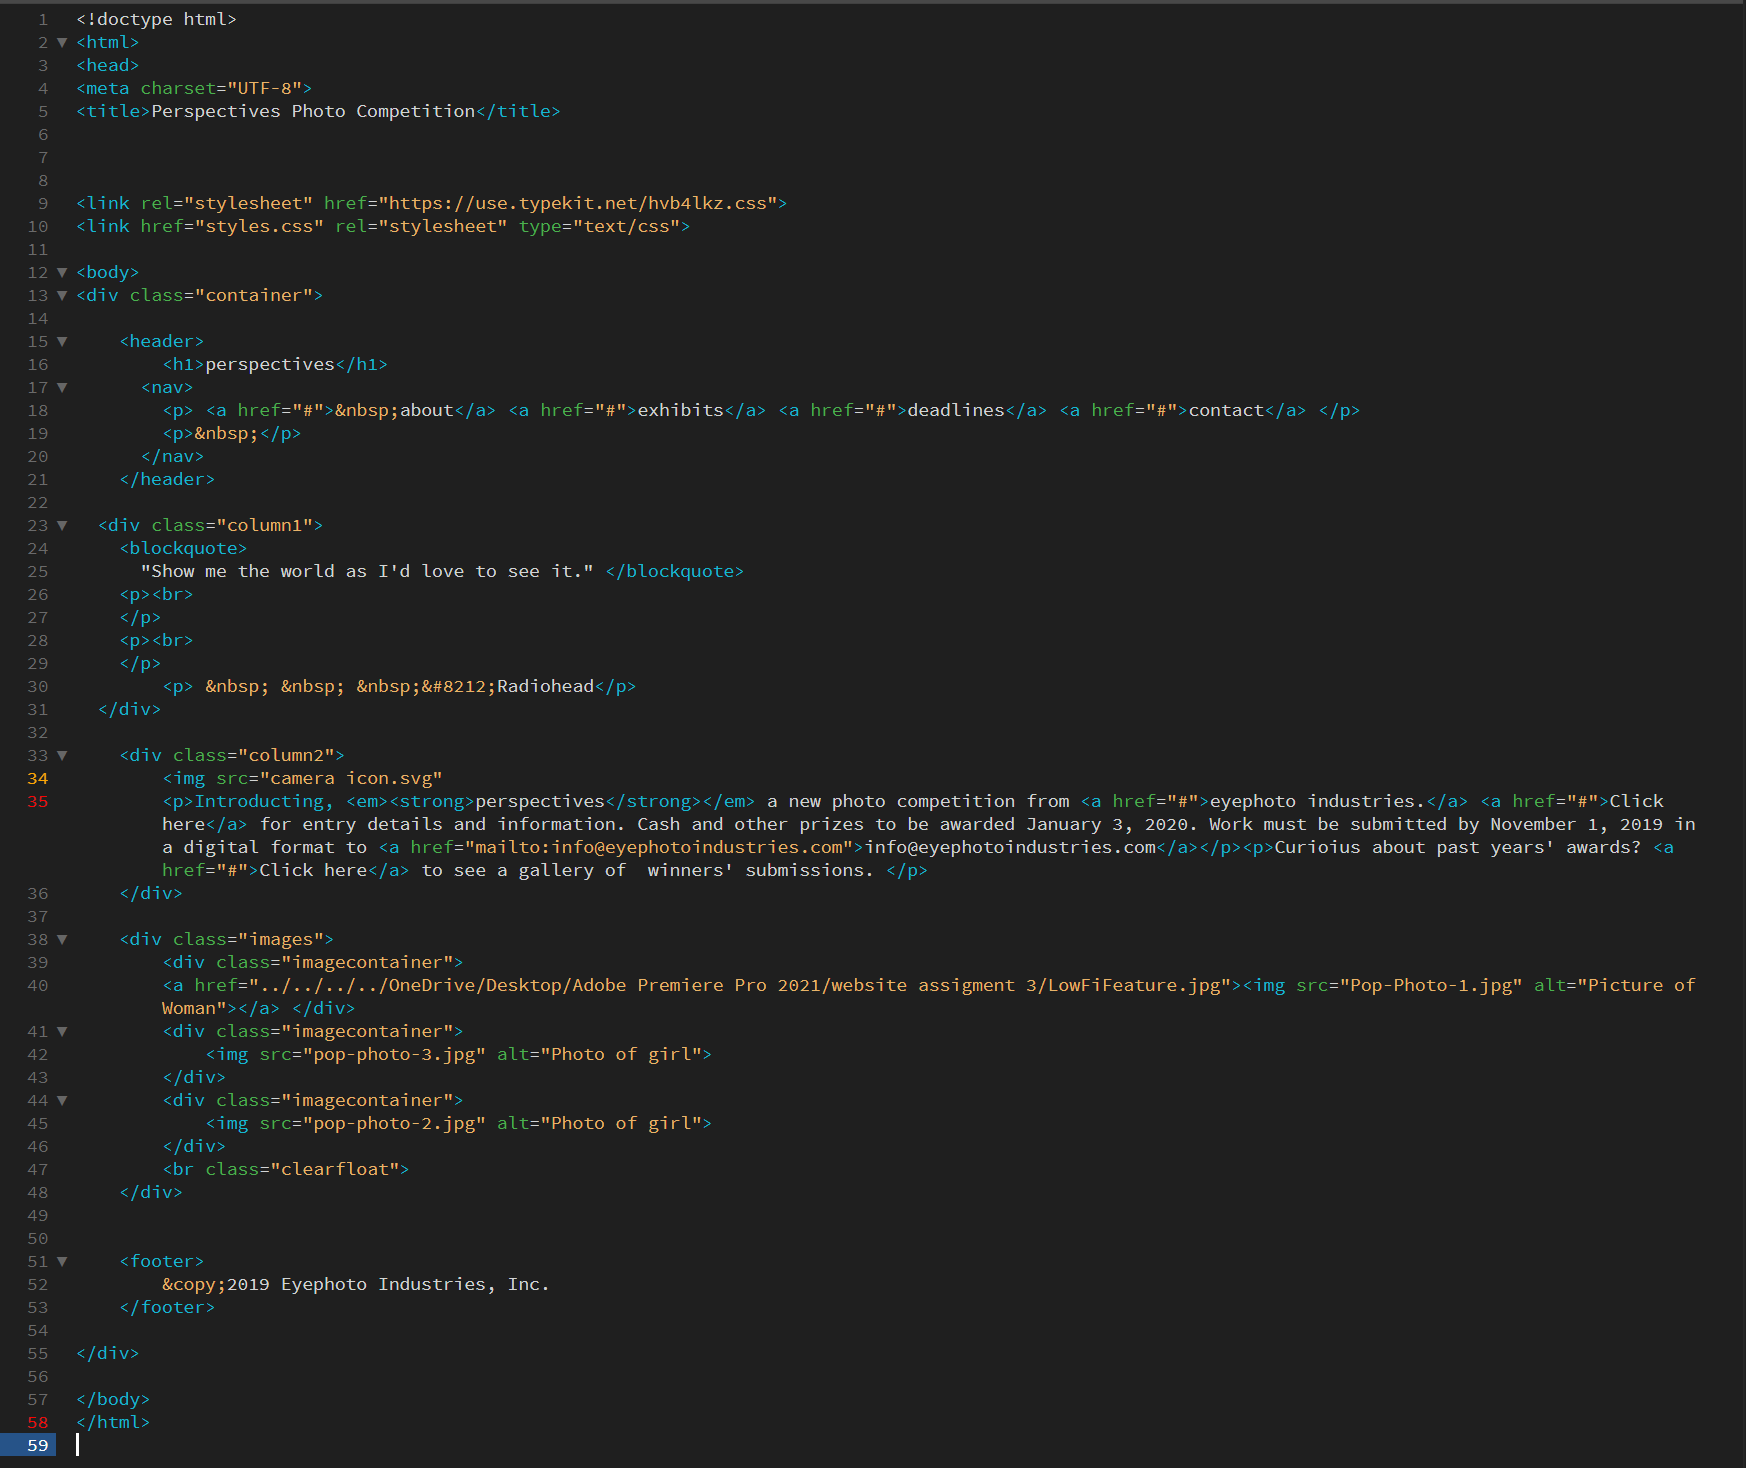 1 <!doctype html>
2 ▼ <html>
3 <head>
4 <meta charset="UTF-8">
5 <title>Perspectives Photo Competition</title>
6
7
8
9 <link rel="stylesheet" href="https://use.typekit.net/hvb4lkz.css">
10 <link href="styles.css" rel="stylesheet" type="text/css">
11
12 ▼ <body>
13 ▼ <div class="container">
14
15 ▼ <header>
16 <h1>perspectives</h1>
17 ▼ <nav>
18 <p> <a href="#">&nbsp;about</a> <a href="#">exhibits</a> <a href="#">deadlines</a> <a href="#">contact</a> </p>
19 <p>&nbsp;</p>
20 </nav>
21 </header>
22
23 ▼ <div class="column1">
24 <blockquote>
25 "Show me the world as I'd love to see it." </blockquote>
26 <p><br>
27 </p>
28 <p><br>
29 </p>
30 <p> &nbsp; &nbsp; &nbsp;&#8212;Radiohead</p>
31 </div>
32
33 ▼ <div class="column2">
34 <img src="camera icon.svg"
35 <p>Introducting, <em><strong>perspectives</strong></em> a new photo competition from <a href="#">eyephoto industries.</a> <a href="#">Click
here</a> for entry details and information. Cash and other prizes to be awarded January 3, 2020. Work must be submitted by November 1, 2019 in
a digital format to <a href="mailto:info@eyephotoindustries.com">info@eyephotoindustries.com</a></p><p>Curioius about past years' awards? <a
href="#">Click here</a> to see a gallery of  winners' submissions. </p>
36 </div>
37
38 ▼ <div class="images">
39 <div class="imagecontainer">
40 <a href="../../../../OneDrive/Desktop/Adobe Premiere Pro 2021/website assigment 3/LowFiFeature.jpg"><img src="Pop-Photo-1.jpg" alt="Picture of
Woman"></a> </div>
41 ▼ <div class="imagecontainer">
42 <img src="pop-photo-3.jpg" alt="Photo of girl">
43 </div>
44 ▼ <div class="imagecontainer">
45 <img src="pop-photo-2.jpg" alt="Photo of girl">
46 </div>
47 <br class="clearfloat">
48 </div>
49
50
51 ▼ <footer>
52 &copy;2019 Eyephoto Industries, Inc.
53 </footer>
54
55 </div>
56
57 </body>
58 </html>
59